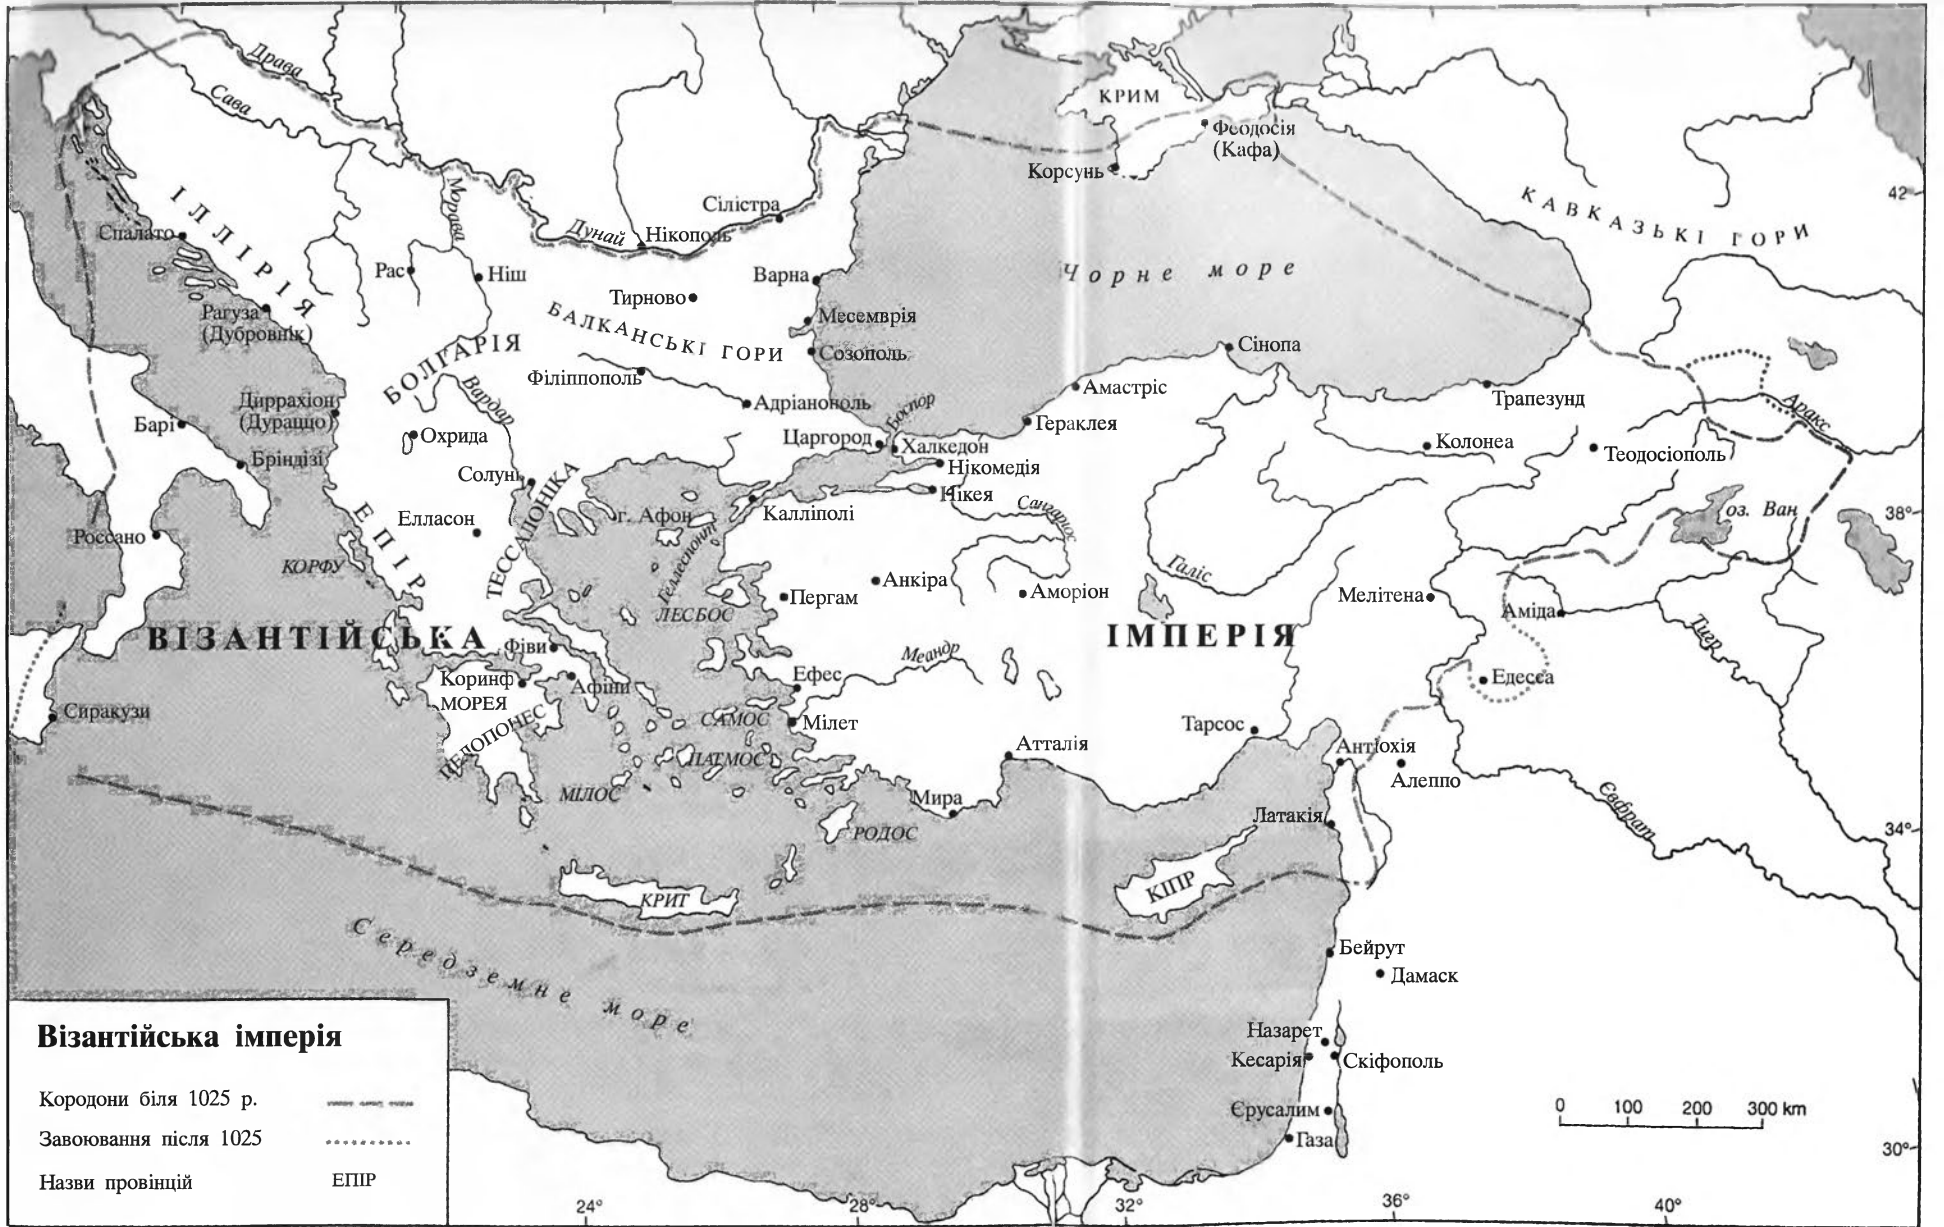 Драва
Сава
КРИМ
Феодосія
(Кафа)
Корсунь
42°
КАВКАЗЬКІ ГОРИ
ІЛЛІРІЯ
Морава
Сілістра
Спалато
Дунай
Нікополь
Рас
Ніш
Варна
Чорне море
Тирново
Рагуза
(Дубровнік)
БАЛКАНСЬКІ ГОРИ
Месемврія
БОЛГАРІЯ
Созополь
Сінопа
Філіппополь
Вардар
Амастріс
Трапезунд
Диррахіон
(Дураццо)
Адріанополь
Боспор
Аракс
Барі
Охрида
Царгород
Халкедон
Гераклея
Колонеа
Теодосіополь
Бріндізі
Солунь
Нікомедія
Нікея
ТЕССАЛОНІКА
Калліполі
Сангаріос
г. Афон
оз. Ван
38°
ЕПІР
Елласон
Россано
КОРФУ
Геллеспонт
Галіс
Анкіра
Пергам
Аморіон
Мелітена
Аміда
ЛЕСБОС
Тигр
ВІЗАНТІЙСЬКА ІМПЕРІЯ
Фіви
Меандр
Коринф
МОРЕЯ
Афіни
Ефес
Едесса
Сиракузи
ПЕЛОПОНЕС
САМОС
Мілет
Тарсос
Атталія
Антіохія
ПАТМОС
Алеппо
МІЛОС
Мира
Латакія
Євфрат
РОДОС
34°
КРИТ
КІПР
Середземне море
Бейрут
Дамаск
Візантійська імперія
Назарет
Кесарія
Скіфополь
Кородони біля 1025 р.
Завоювання після 1025
Назви провінцій ЕПІР
Єрусалим
Газа
0 100 200 300 km
30°
24° 28° 32° 36° 40°